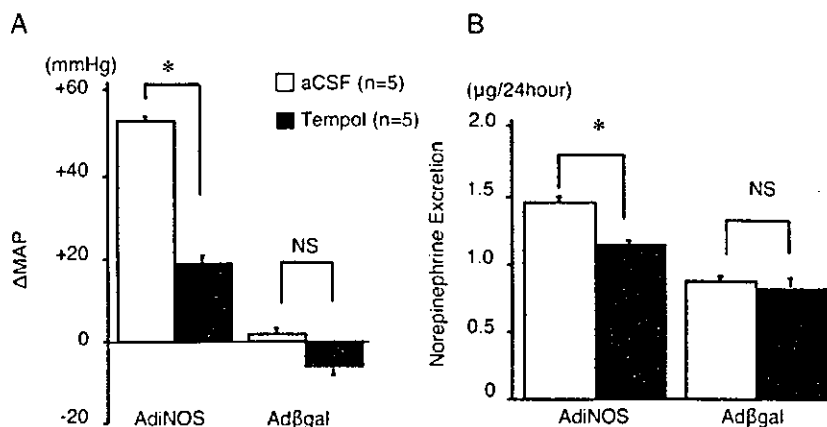 A
(mmHg)
+60
+40
+20
0
-20
ΔMAP
*
NS
aCSF (n=5)
Tempol (n=5)
AdiNOS
Adβgal
B
(μg/24hour)
2.0
1.5
1.0
0.5
0
Norepinephrine Excretion
*
NS
AdiNOS
Adβgal